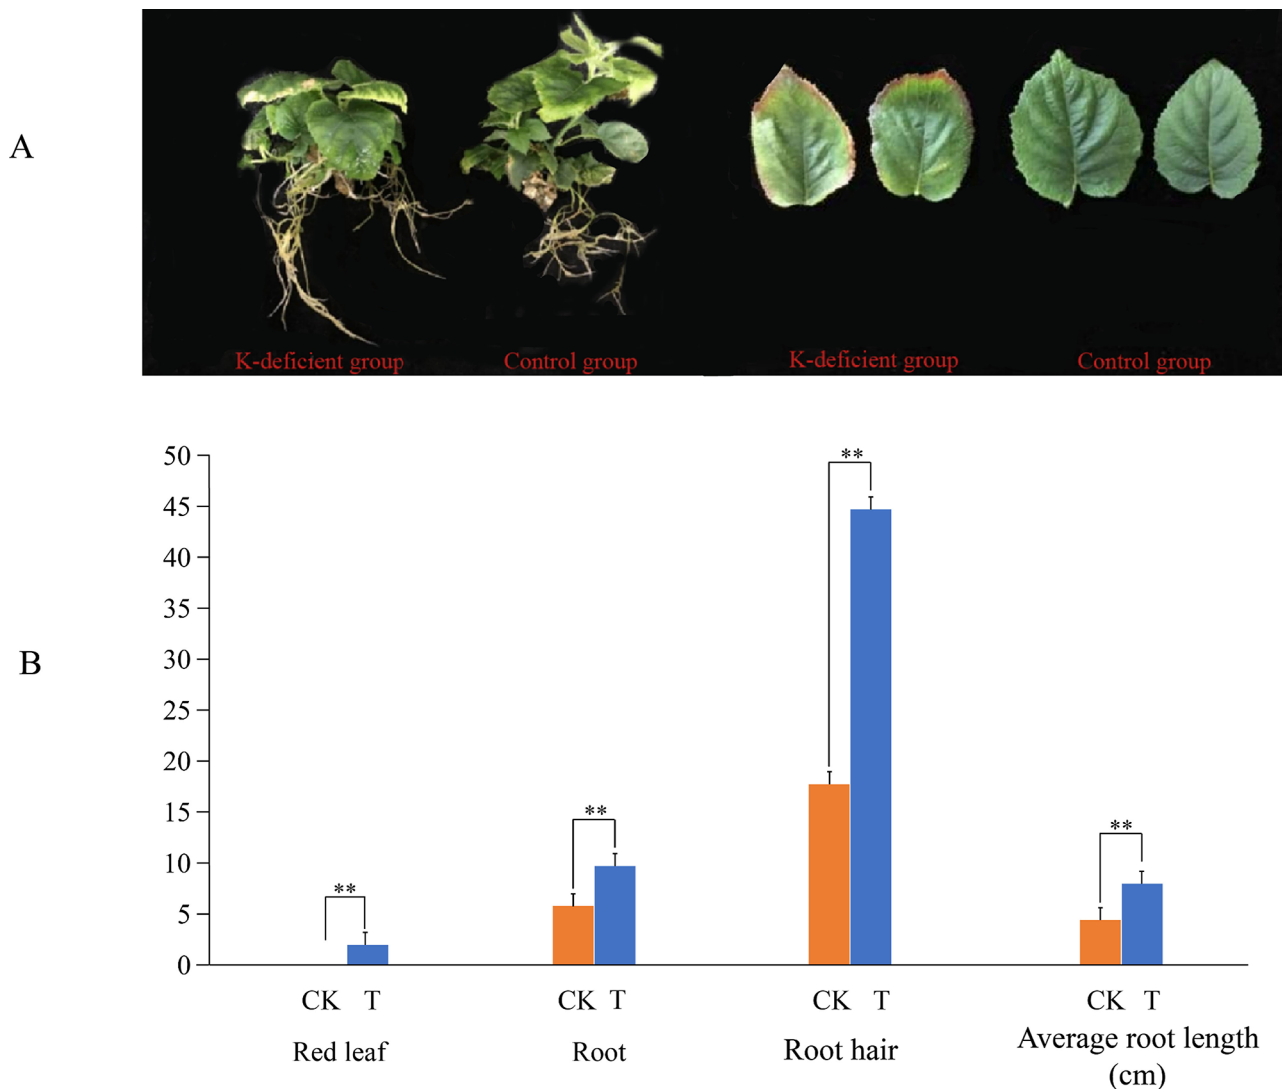 A
K-deficient group
Control group
K-deficient group
Control group
B
50
45
40
35
30
25
20
15
10
5
0
**
**
**
**
CK T
CK T
CK T
CK T
Red leaf
Root
Root hair
Average root length
(cm)